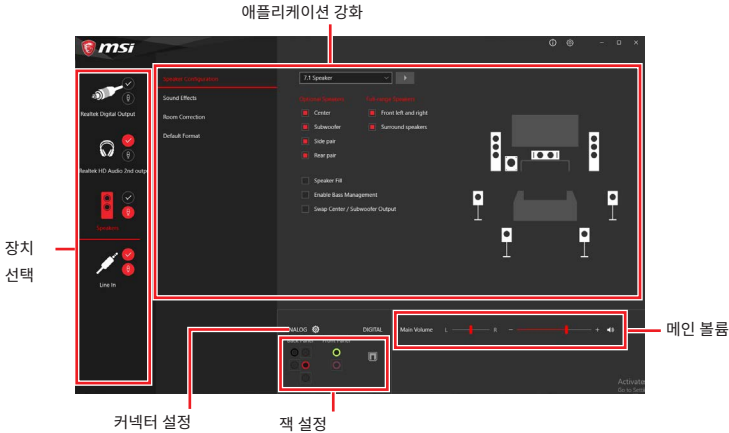 애플리케이션 강화
msi
Realtek Digital Output
Realtek HD Audio 2nd outp
Speakers
Line In
Speaker Configuration
Sound Effects
Room Correction
Default Format
7.1 Speaker
Optional Speakers
Full-range Speakers
Center
Front left and right
Subwoofer
Surround speakers
Side pair
Rear pair
Speaker Fill
Enable Bass Management
Swap Center / Subwoofer Output
장치
선택
NALOG
DIGITAL
Back Panel
Front Panel
Main Volume
L
R
메인 볼륨
Activate
Go to Setti
커넥터 설정
잭 설정